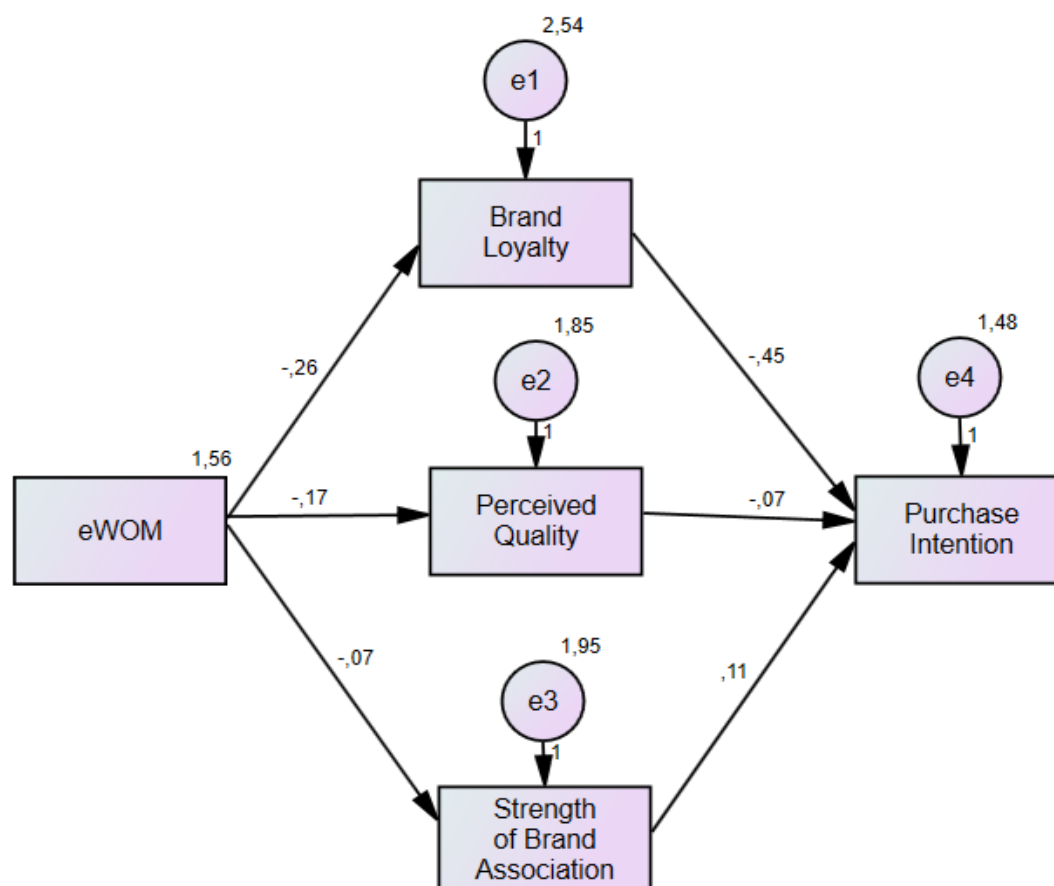 2,54
e1
1
Brand
Loyalty
-,26
-,45
1,85
e2
1
1,48
e4
1
1,56
eWOM
-,17
Perceived
Quality
-,07
Purchase
Intention
-,07
1,95
e3
1
,11
Strength
of Brand
Association